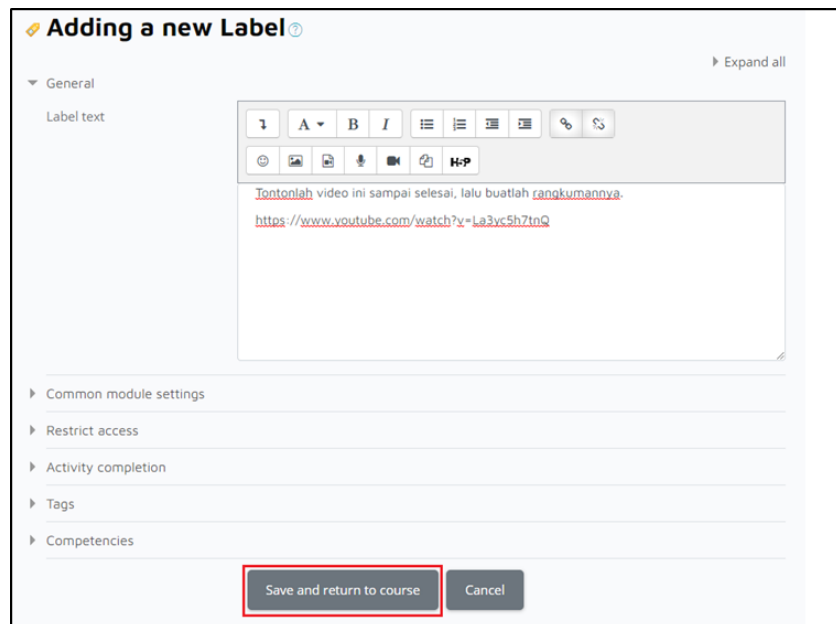 Adding a new Label
Expand all
General
Label text
A B I
H-P
Tontonlah video ini sampai selesai, lalu buatlah rangkumannya.
https://www.youtube.com/watch?v=La3yc5h7tnQ
Common module settings
Restrict access
Activity completion
Tags
Competencies
Save and return to course Cancel